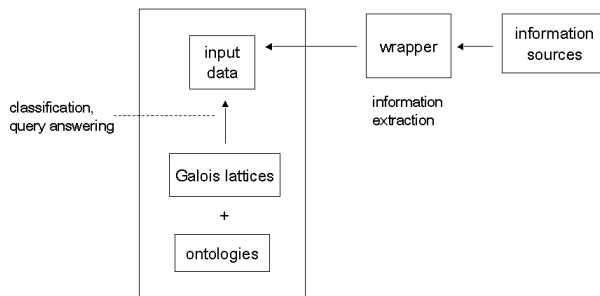 input
data
wrapper
information
sources
classification,
query answering
information
extraction
Galois lattices
+
ontologies